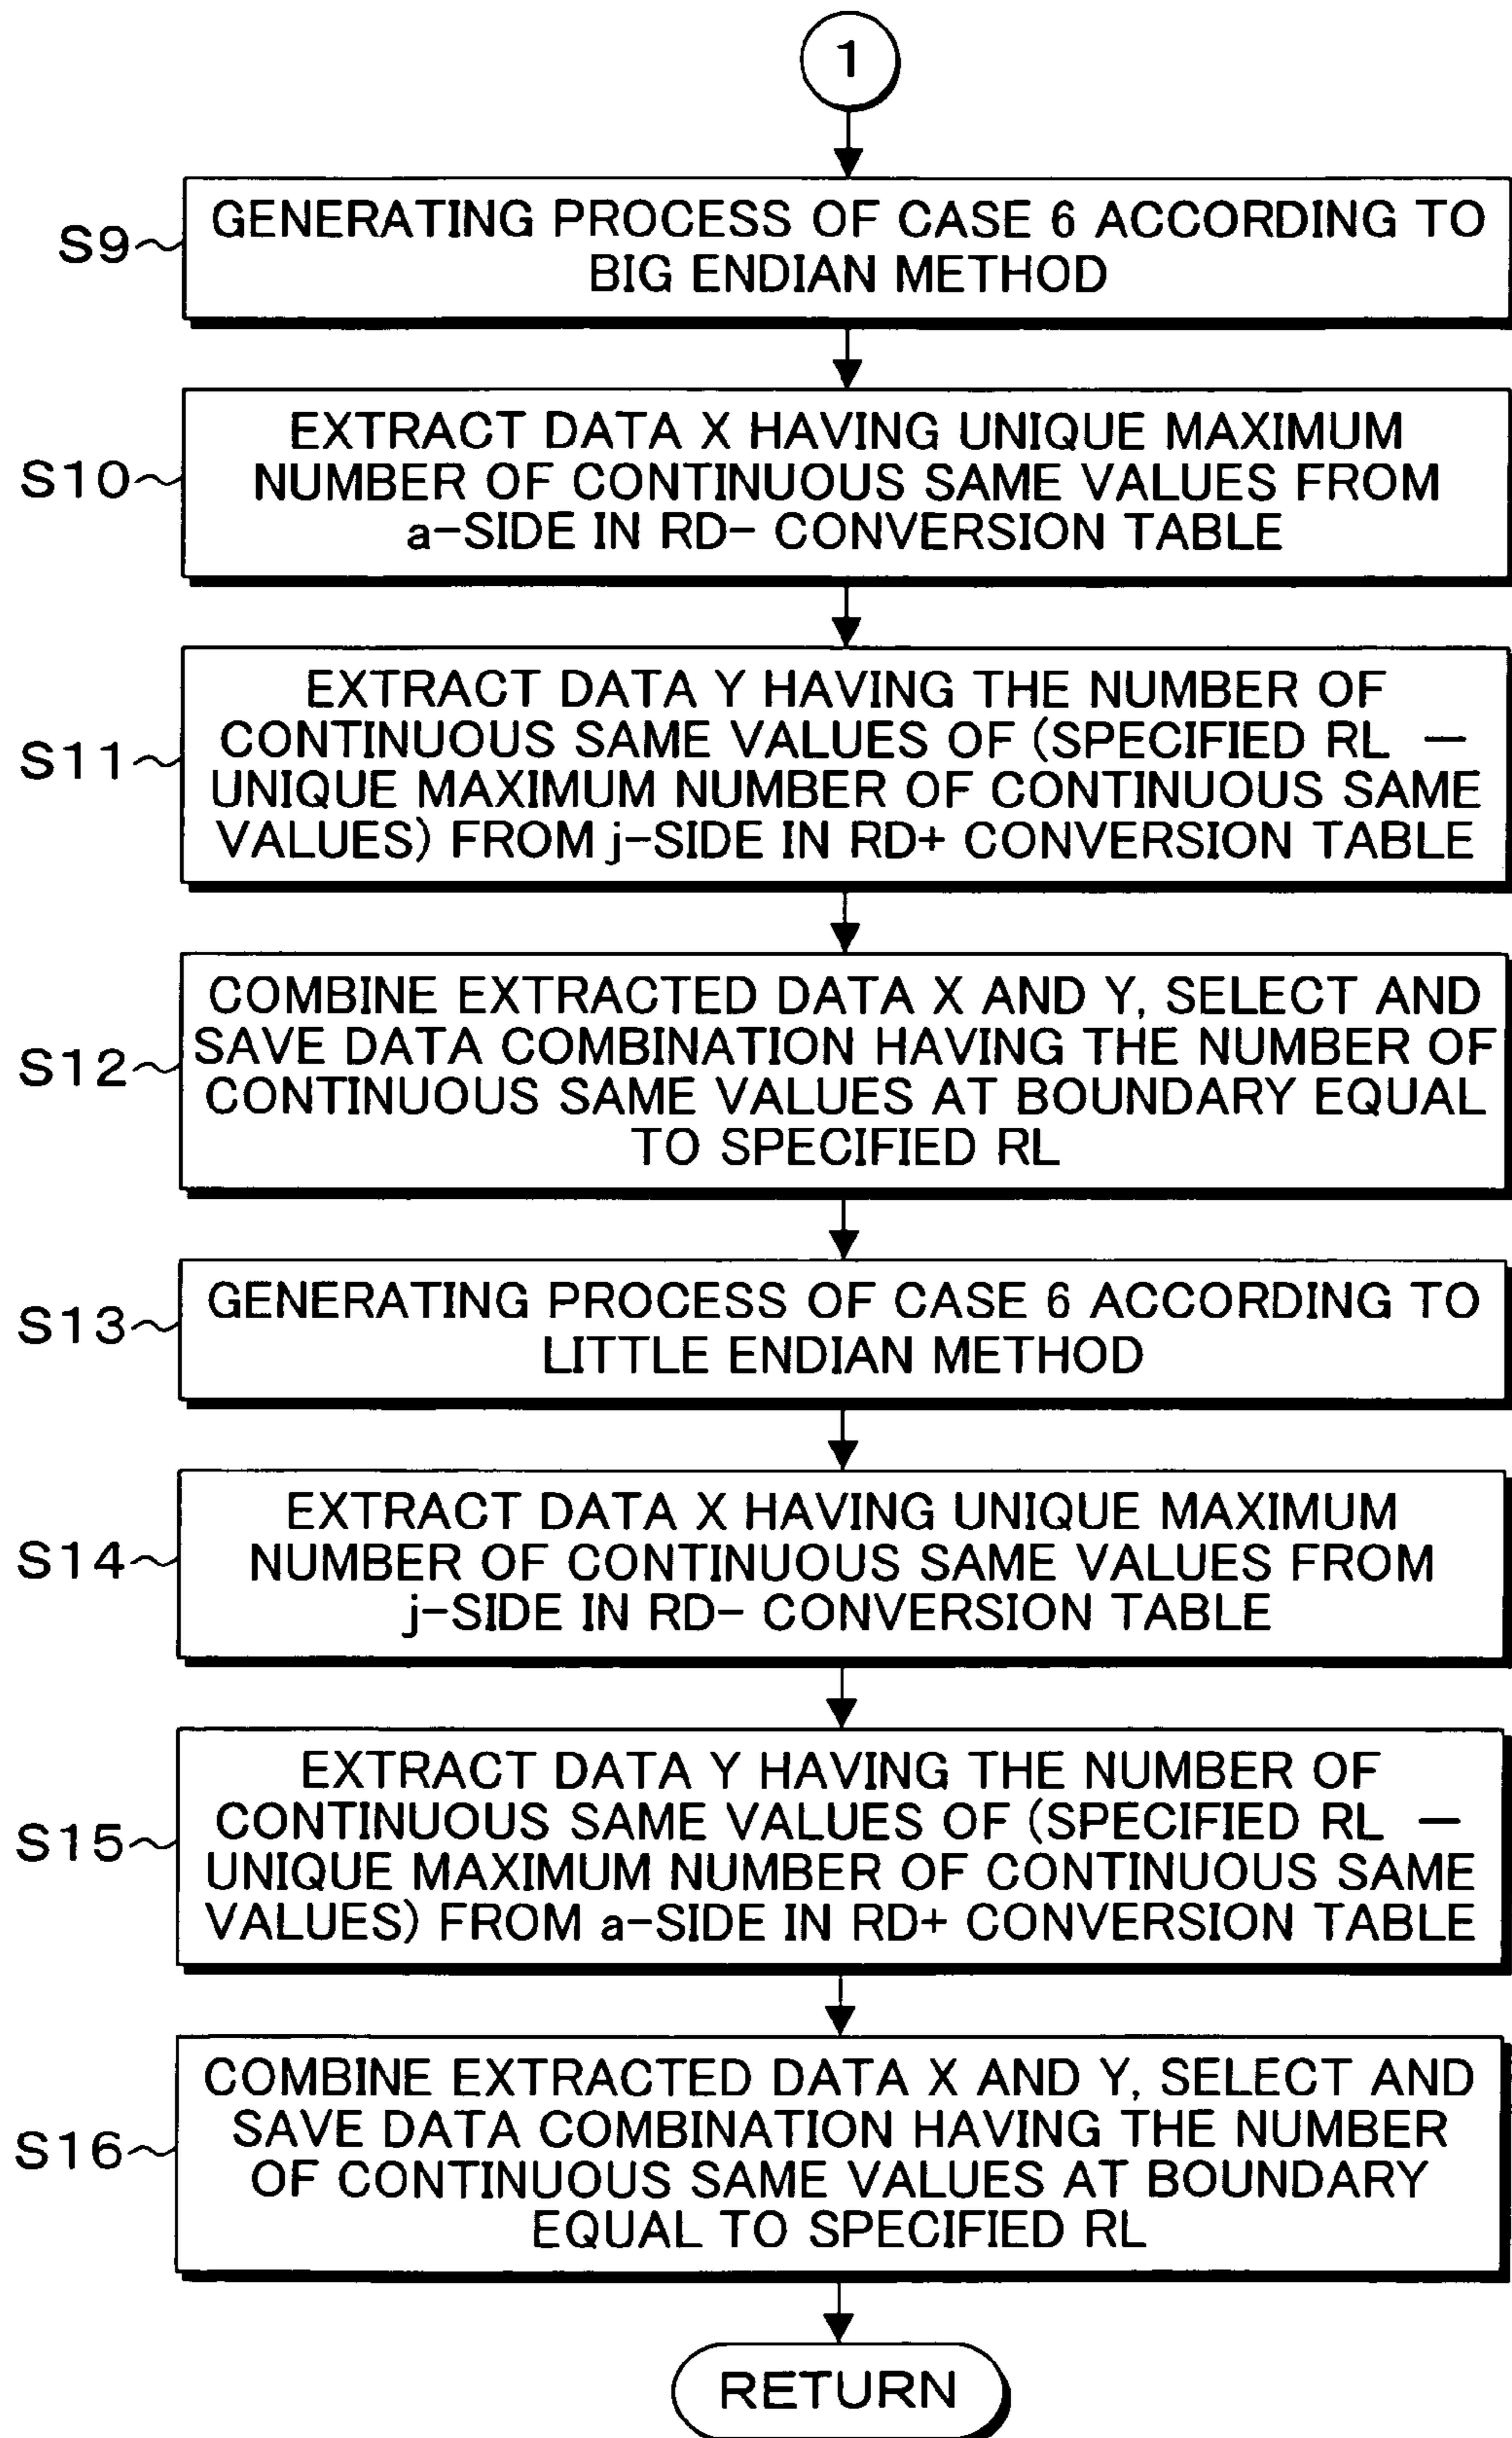 1
S9
GENERATING PROCESS OF CASE 6 ACCORDING TO
BIG ENDIAN METHOD
S10
EXTRACT DATA X HAVING UNIQUE MAXIMUM
NUMBER OF CONTINUOUS SAME VALUES FROM
a-SIDE IN RD- CONVERSION TABLE
S11
EXTRACT DATA Y HAVING THE NUMBER OF
CONTINUOUS SAME VALUES OF (SPECIFIED RL —
UNIQUE MAXIMUM NUMBER OF CONTINUOUS SAME
VALUES) FROM j-SIDE IN RD+ CONVERSION TABLE
S12
COMBINE EXTRACTED DATA X AND Y, SELECT AND
SAVE DATA COMBINATION HAVING THE NUMBER OF
CONTINUOUS SAME VALUES AT BOUNDARY EQUAL
TO SPECIFIED RL
S13
GENERATING PROCESS OF CASE 6 ACCORDING TO
LITTLE ENDIAN METHOD
S14
EXTRACT DATA X HAVING UNIQUE MAXIMUM
NUMBER OF CONTINUOUS SAME VALUES FROM
j-SIDE IN RD- CONVERSION TABLE
S15
EXTRACT DATA Y HAVING THE NUMBER OF
CONTINUOUS SAME VALUES OF (SPECIFIED RL —
UNIQUE MAXIMUM NUMBER OF CONTINUOUS SAME
VALUES) FROM a-SIDE IN RD+ CONVERSION TABLE
S16
COMBINE EXTRACTED DATA X AND Y, SELECT AND
SAVE DATA COMBINATION HAVING THE NUMBER
OF CONTINUOUS SAME VALUES AT BOUNDARY
EQUAL TO SPECIFIED RL
RETURN